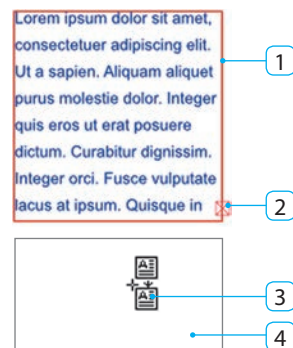 Lorem ipsum dolor sit amet,
consectetuer adipiscing elit.
Ut a sapien. Aliquam aliquet
purus molestie dolor. Integer
quis eros ut erat posuere
dictum. Curabitur dignissim.
Integer orci. Fusce vulputate
lacus at ipsum. Quisque in
1
2
A
A
3
4